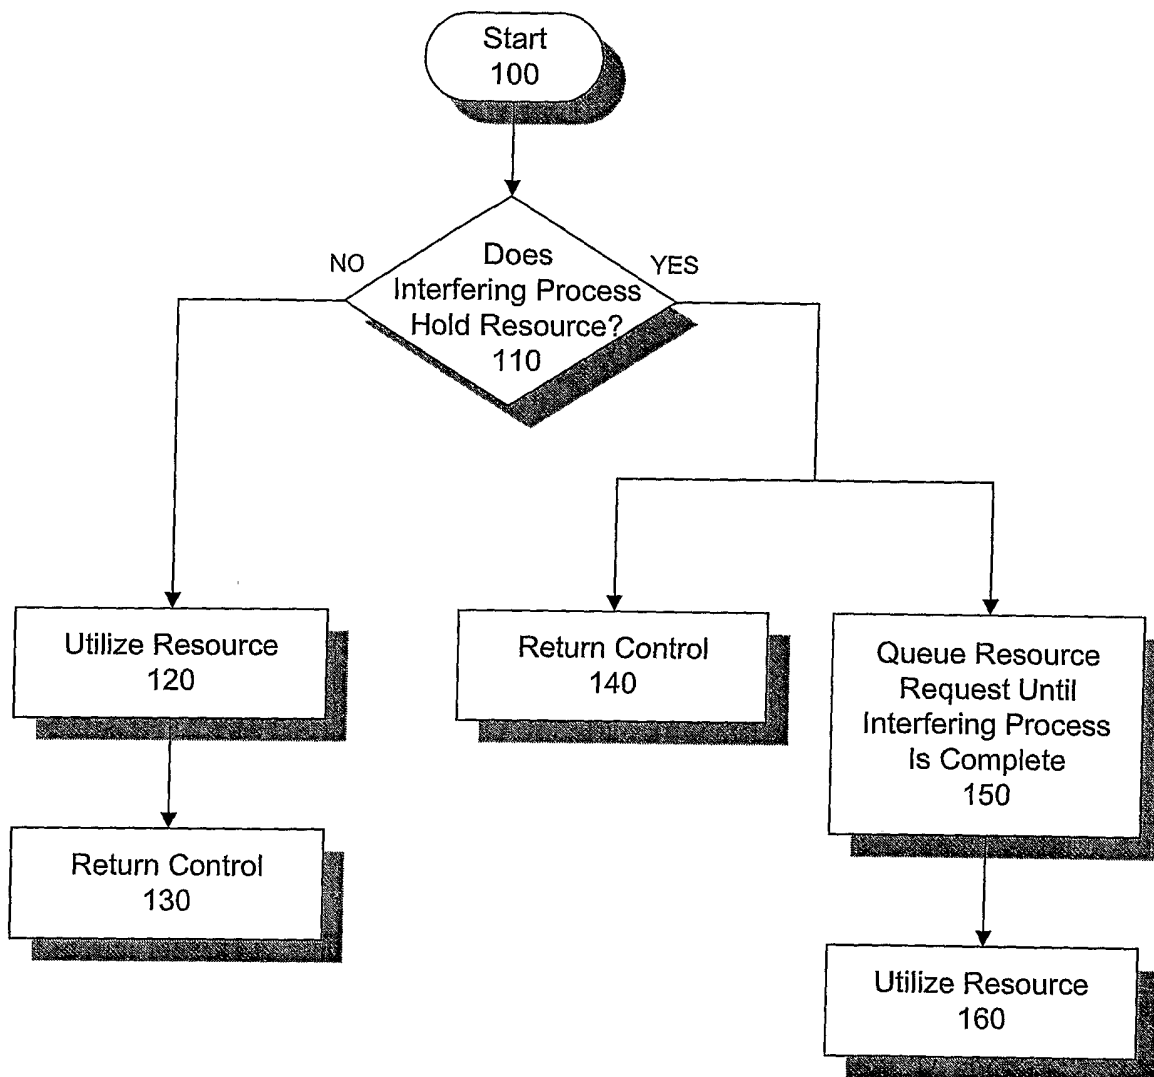 Start
100
NO
YES
Does
Interfering Process
Hold Resource?
110
Utilize Resource
120
Return Control
130
Return Control
140
Queue Resource
Request Until
Interfering Process
Is Complete
150
Utilize Resource
160